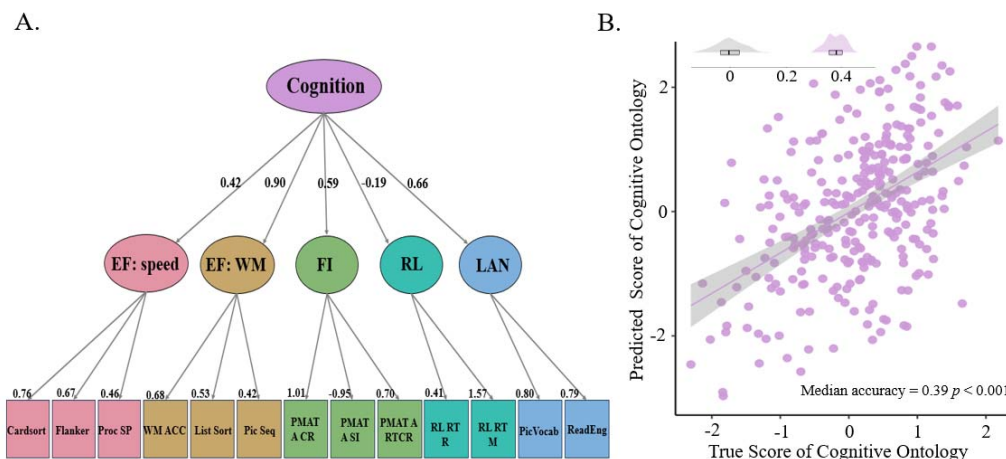 A.
Cognition
0.42
0.90
0.59
-0.19
0.66
EF: speed
EF: WM
FI
RL
LAN
0.76
0.67
0.46
0.68
0.53
0.42
1.01
-0.95
0.70
0.41
1.57
0.80
0.79
Cardsort
Flanker
Proc SP
WM ACC
List Sort
Pic Seq
PMAT
A CR
PMAT
A SI
PMAT A
RTCR
RL RT
R
RL RT
M
PicVocab
ReadEng
B.
0
0.2
0.4
Predicted Score of Cognitive Ontology
2
0
-2
Median accuracy = 0.39 p < 0.001
-2
-1
0
1
2
True Score of Cognitive Ontology